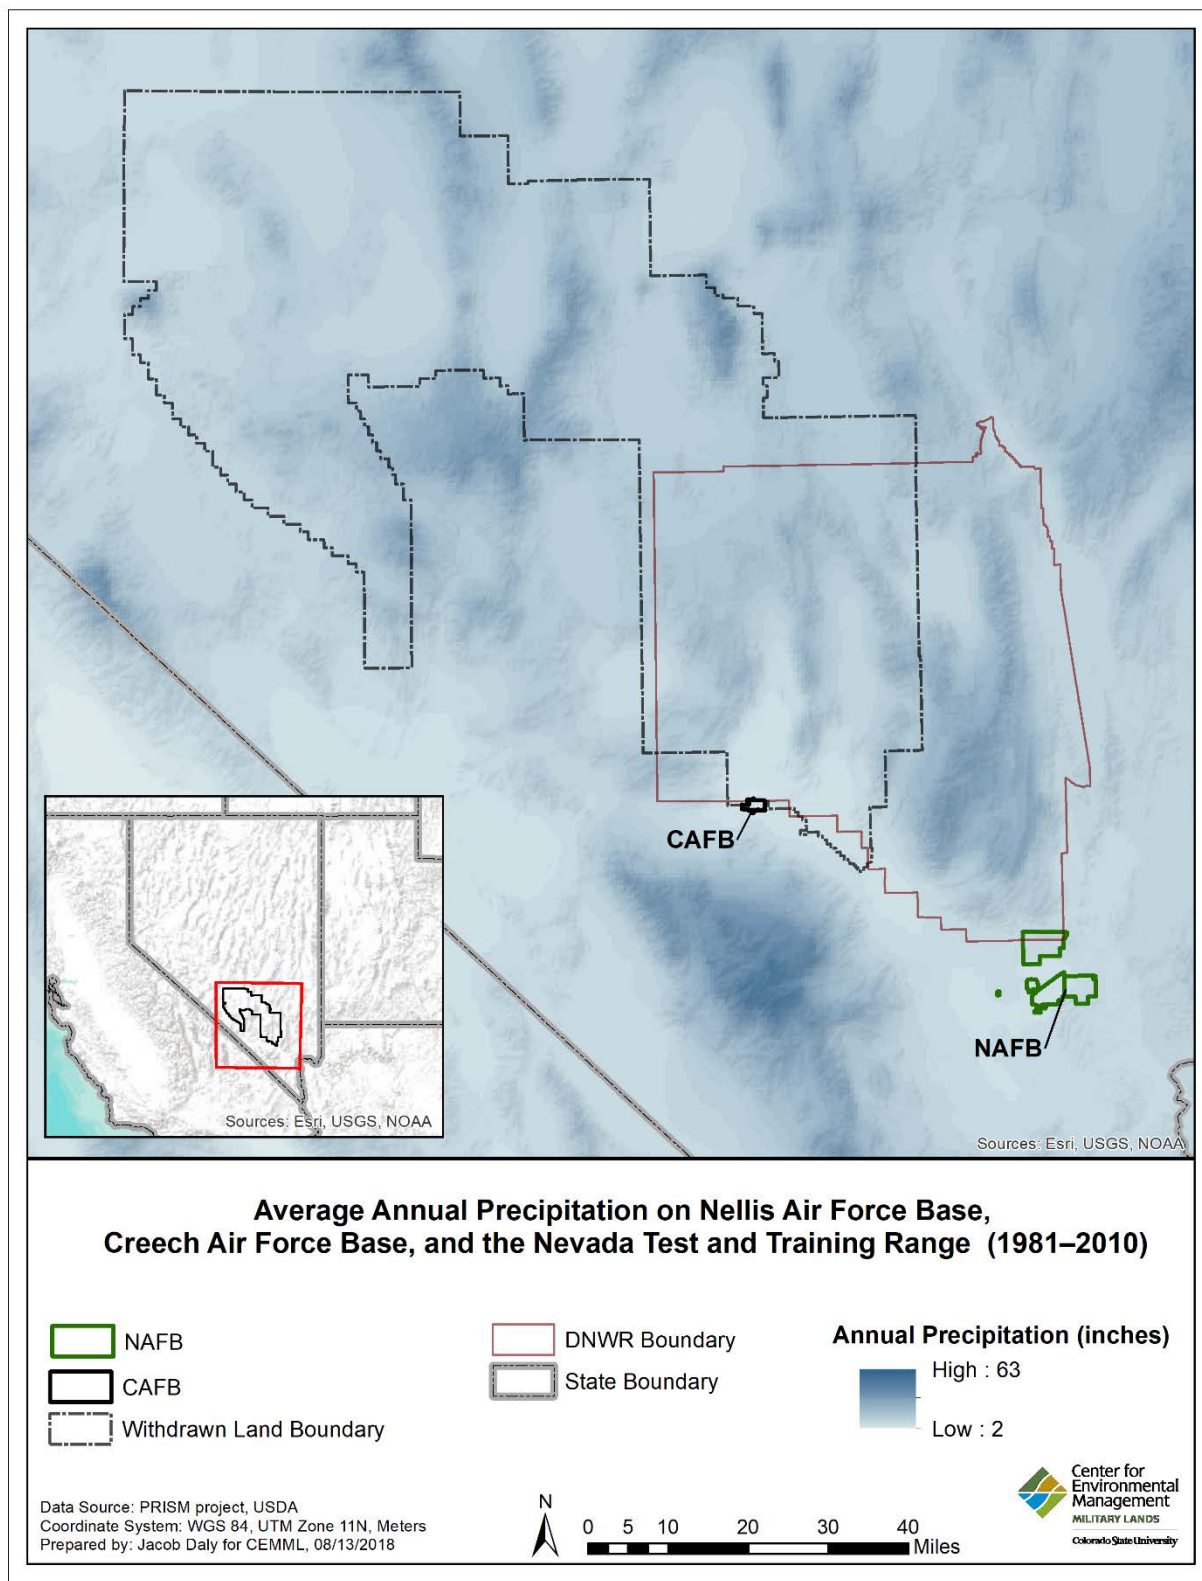 CAFB
NAFB
Sources: Esri, USGS, NOAA
Sources: Esri, USGS, NOAA
Average Annual Precipitation on Nellis Air Force Base,
Creech Air Force Base, and the Nevada Test and Training Range (1981–2010)
NAFB
CAFB
Withdrawn Land Boundary
DNWR Boundary
State Boundary
Annual Precipitation (inches)
High : 63
Low : 2
Data Source: PRISM project, USDA
Coordinate System: WGS 84, UTM Zone 11N, Meters
Prepared by: Jacob Daly for CEMML, 08/13/2018
N
0 5 10 20 30 40
Miles
Center for
Environmental
Management
MILITARY LANDS
Colorado State University